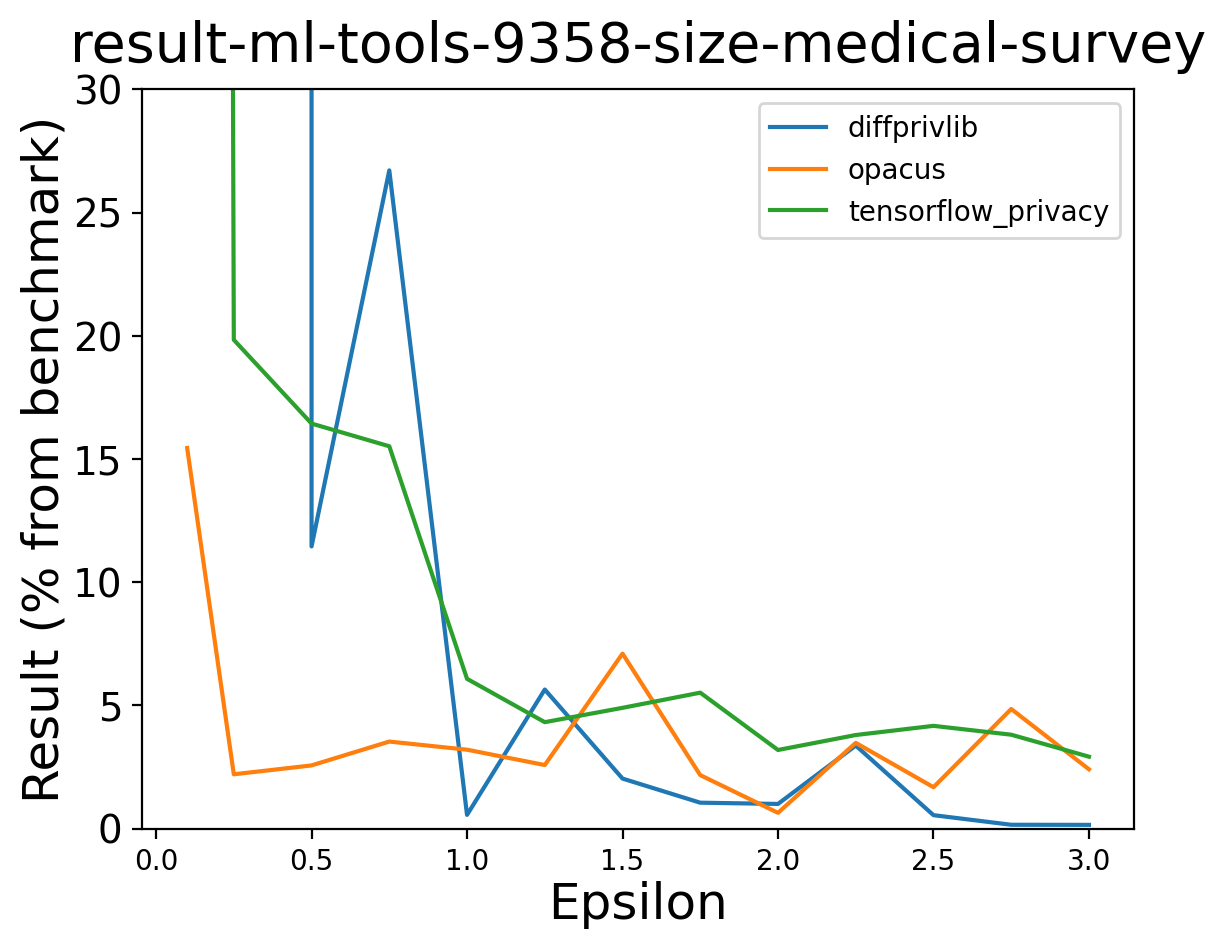 result-ml-tools-9358-size-medical-survey
30
25
20
15
10
5
0
Result (% from benchmark)
diffprivlib
opacus
tensorflow_privacy
0.0 0.5 1.0 1.5 2.0 2.5 3.0
Epsilon